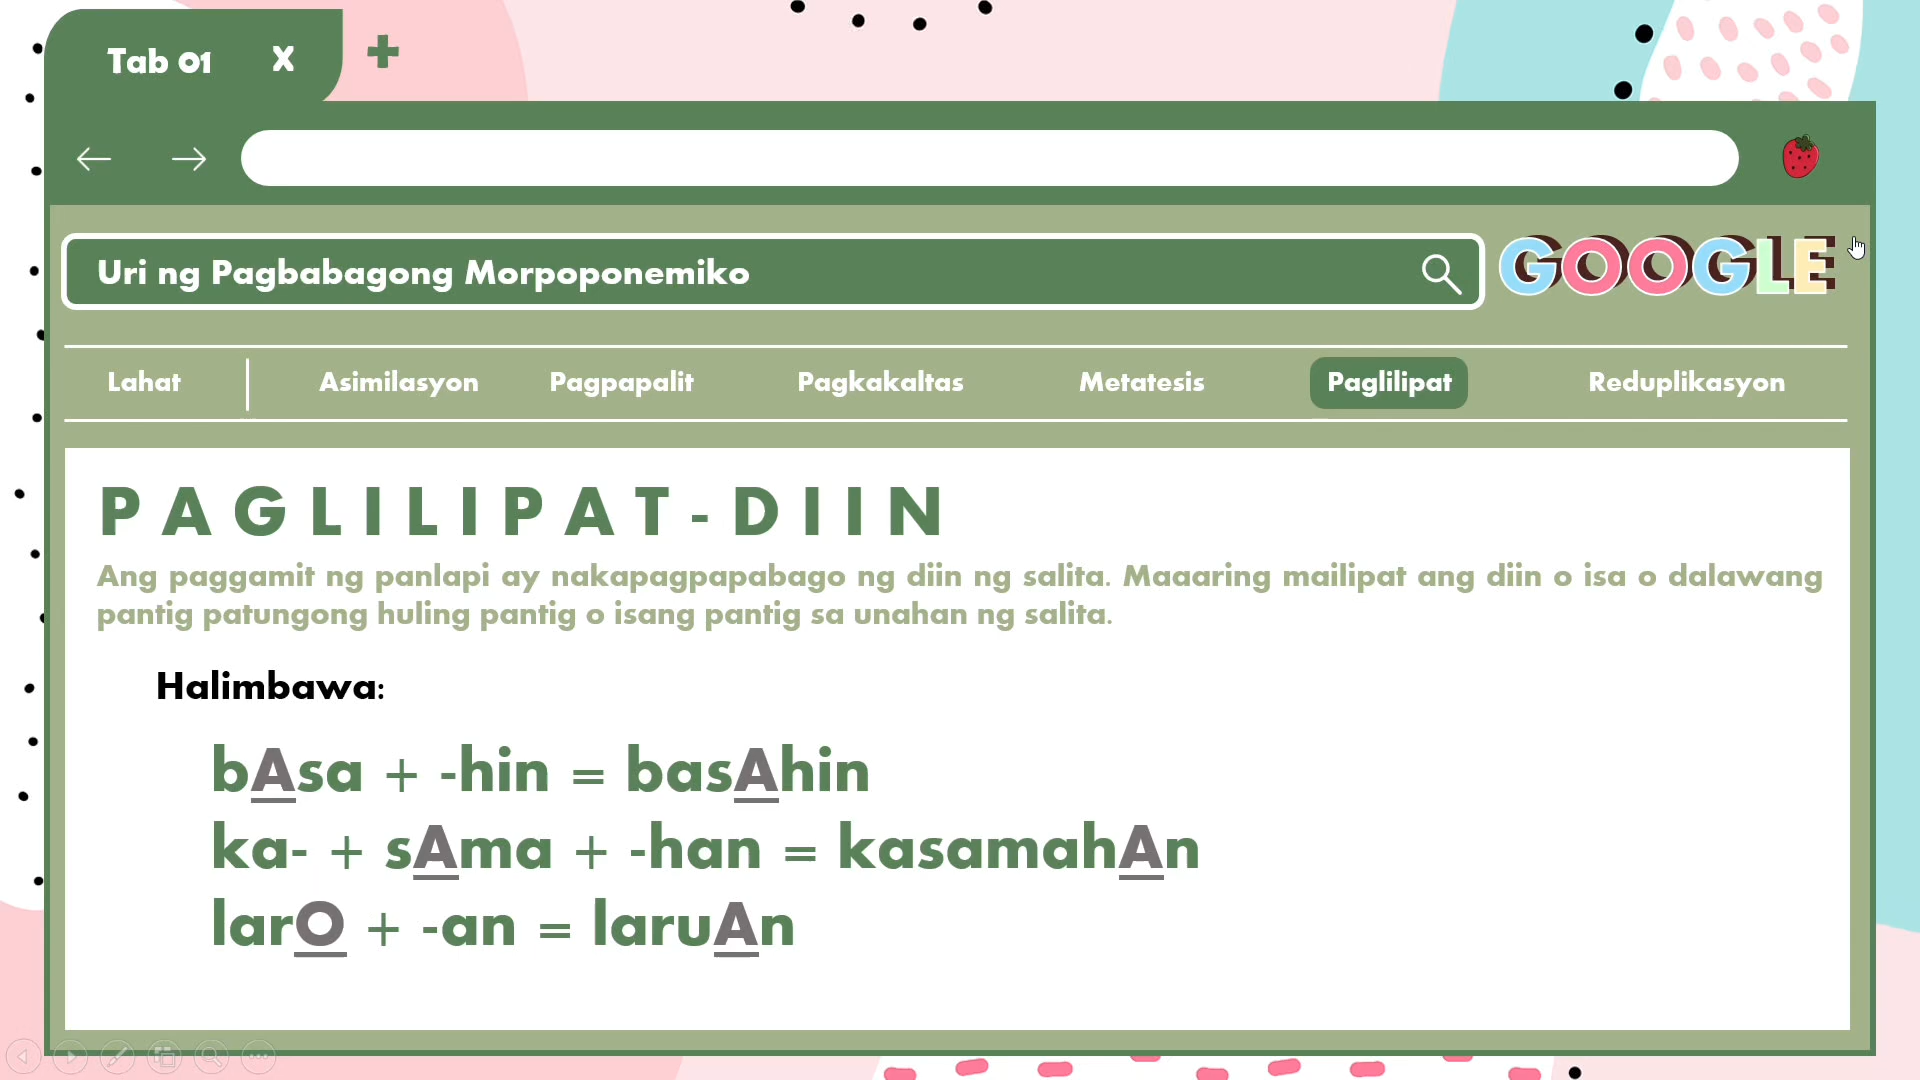 Tab 01 X
Uri ng Pagbabagong Morpoponemiko
GOOGLE
Lahat Asimilasyon Pagpapalit Pagkakaltas Metatesis Paglilipat Reduplikasyon
PAGLILIPAT-DIIN
Ang paggamit ng panlapi ay nakapagpapabago ng diin ng salita. Maaaring mailipat ang diin o isa o dalawang
pantig patungong huling pantig o isang pantig sa unahan ng salita.
Halimbawa:
bAsa + -hin = basAhin
ka- + sAma + -han = kasamahAn
larO + -an = laruAn